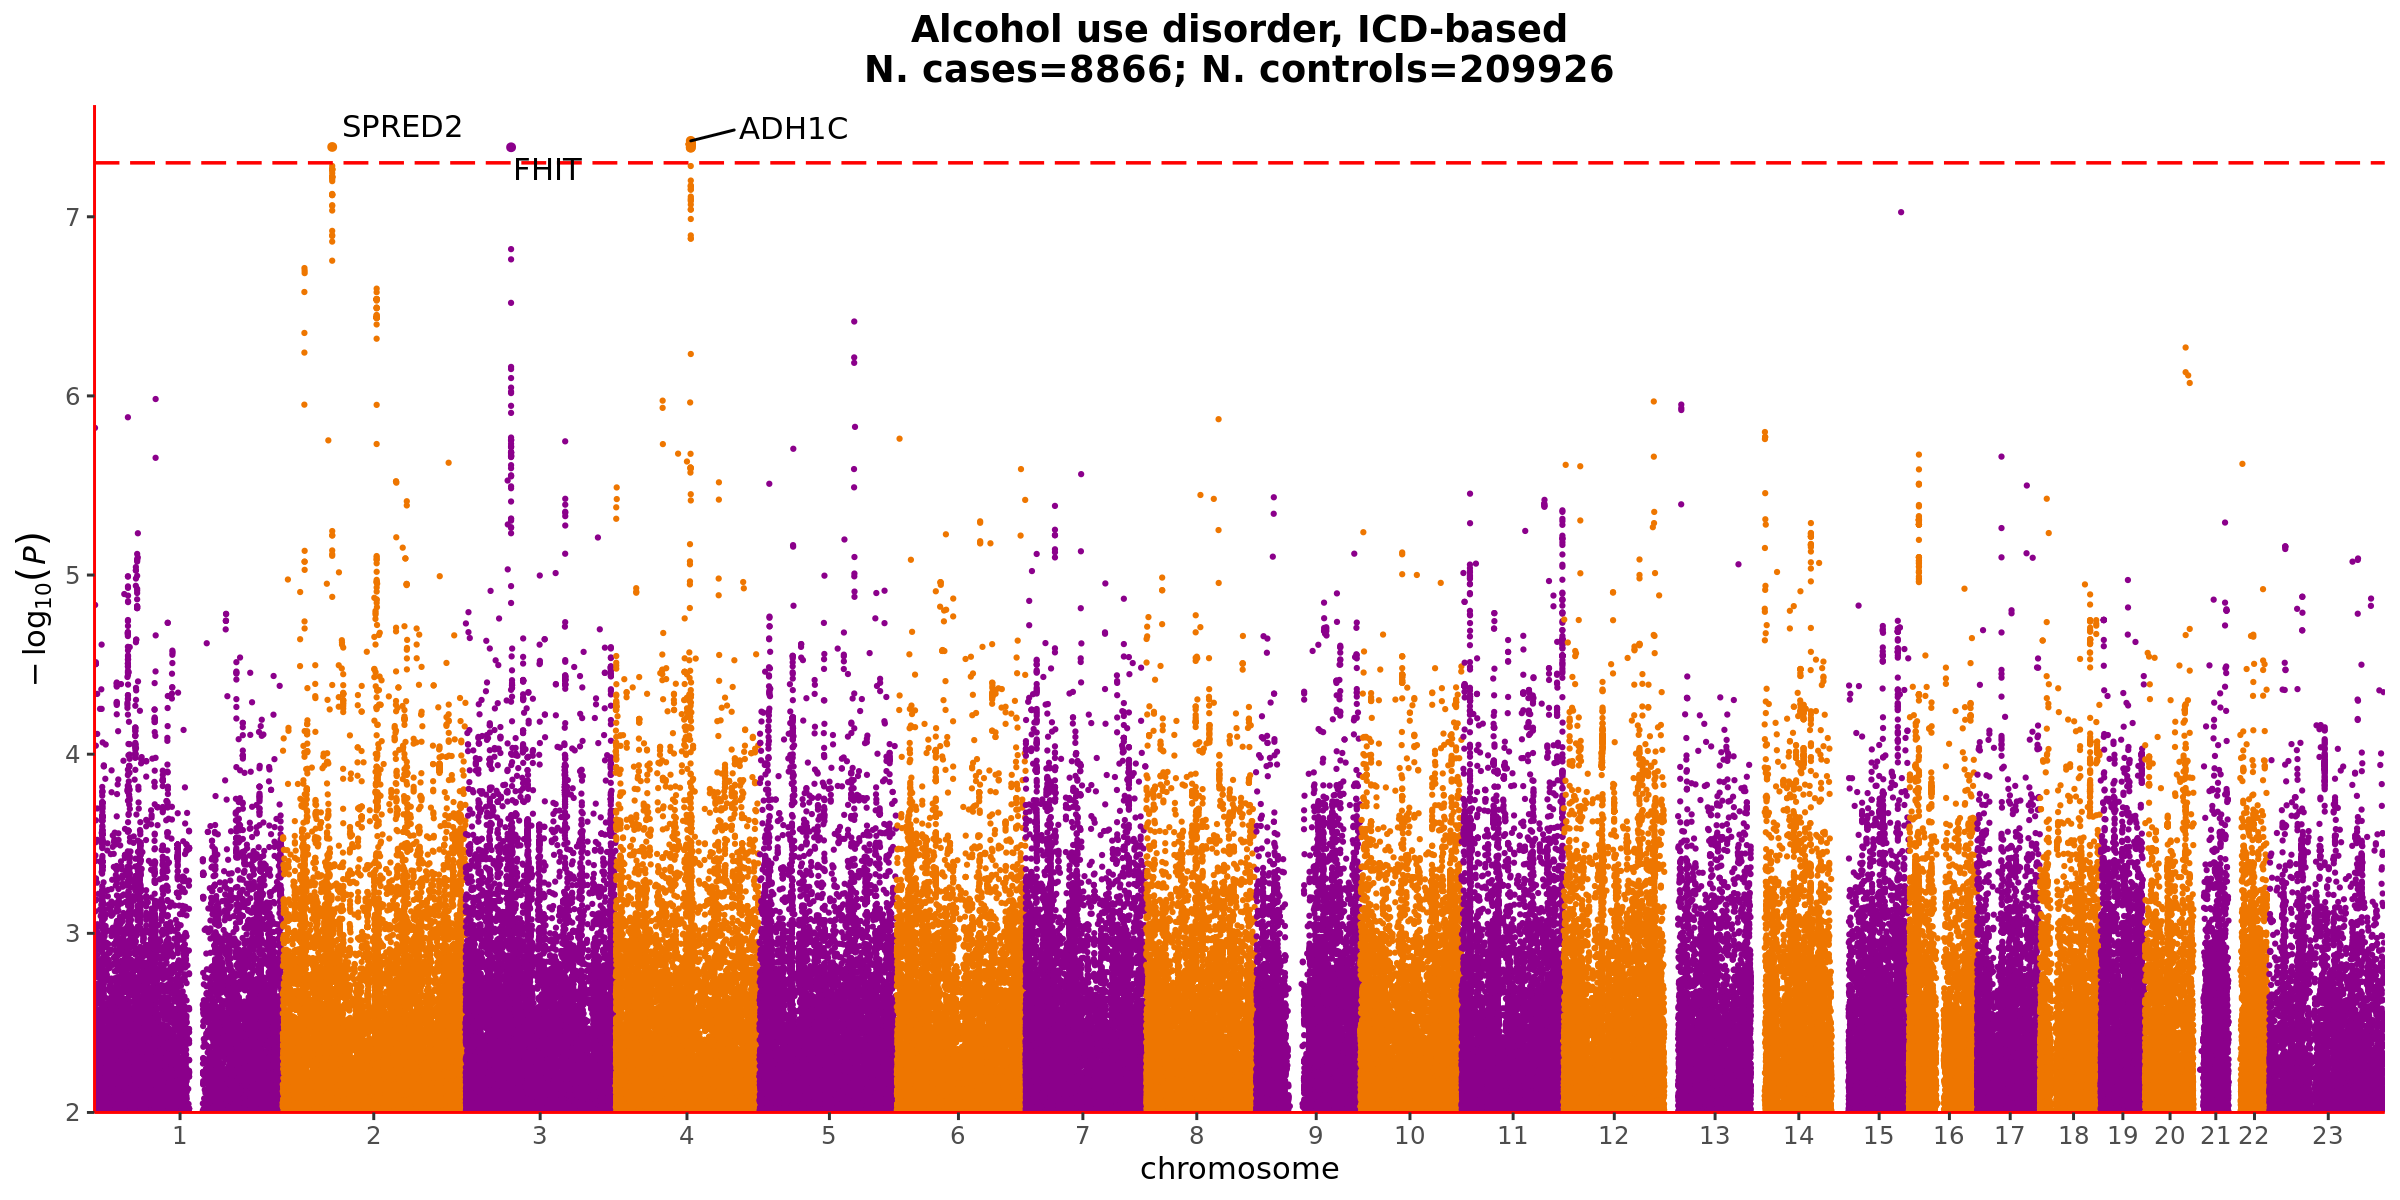 Alcohol use disorder, ICD-based
N. cases=8866; N. controls=209926
SPRED2
ADH1C
FHIT
7
6
5
4
3
2
− log10(P)
1 2 3 4 5 6 7 8 9 10 11 12 13 14 15 16 17 18 19 20 21 22 23
chromosome